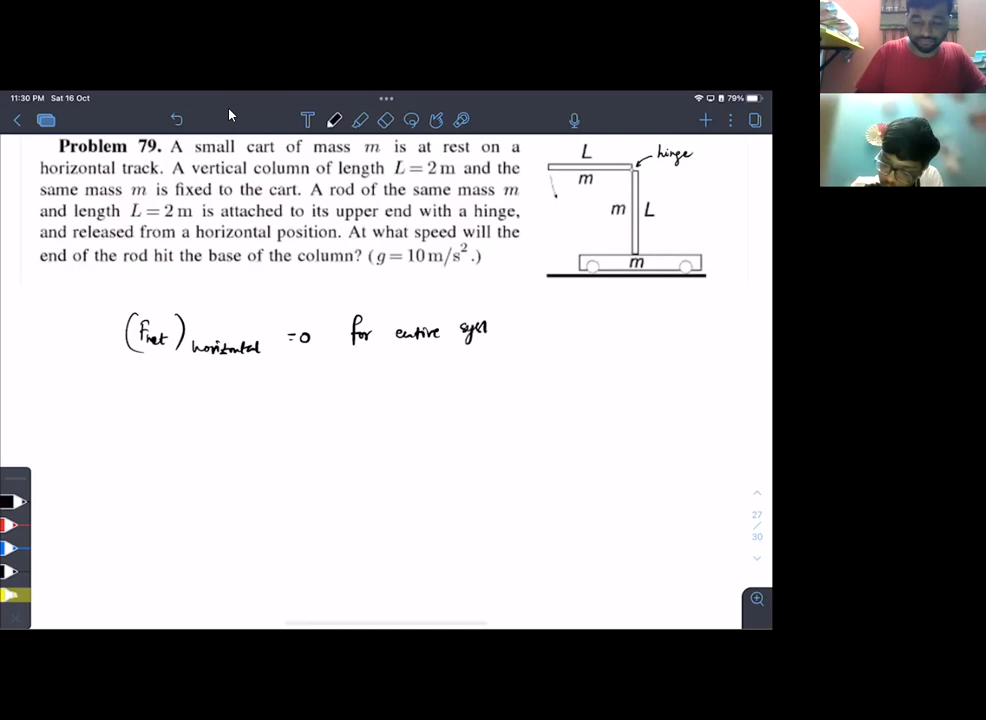 11:30 PM Sat 16 Oct
79%
T
Problem 79. A small cart of mass m is at rest on a
horizontal track. A vertical column of length L = 2 m and the
same mass m is fixed to the cart. A rod of the same mass m
and length L = 2 m is attached to its upper end with a hinge,
and released from a horizontal position. At what speed will the
end of the rod hit the base of the column? (g = 10 m/s².)
L
hinge
m
m L
m
(Fnet) horizontal = 0 for entire syst
27
/
30